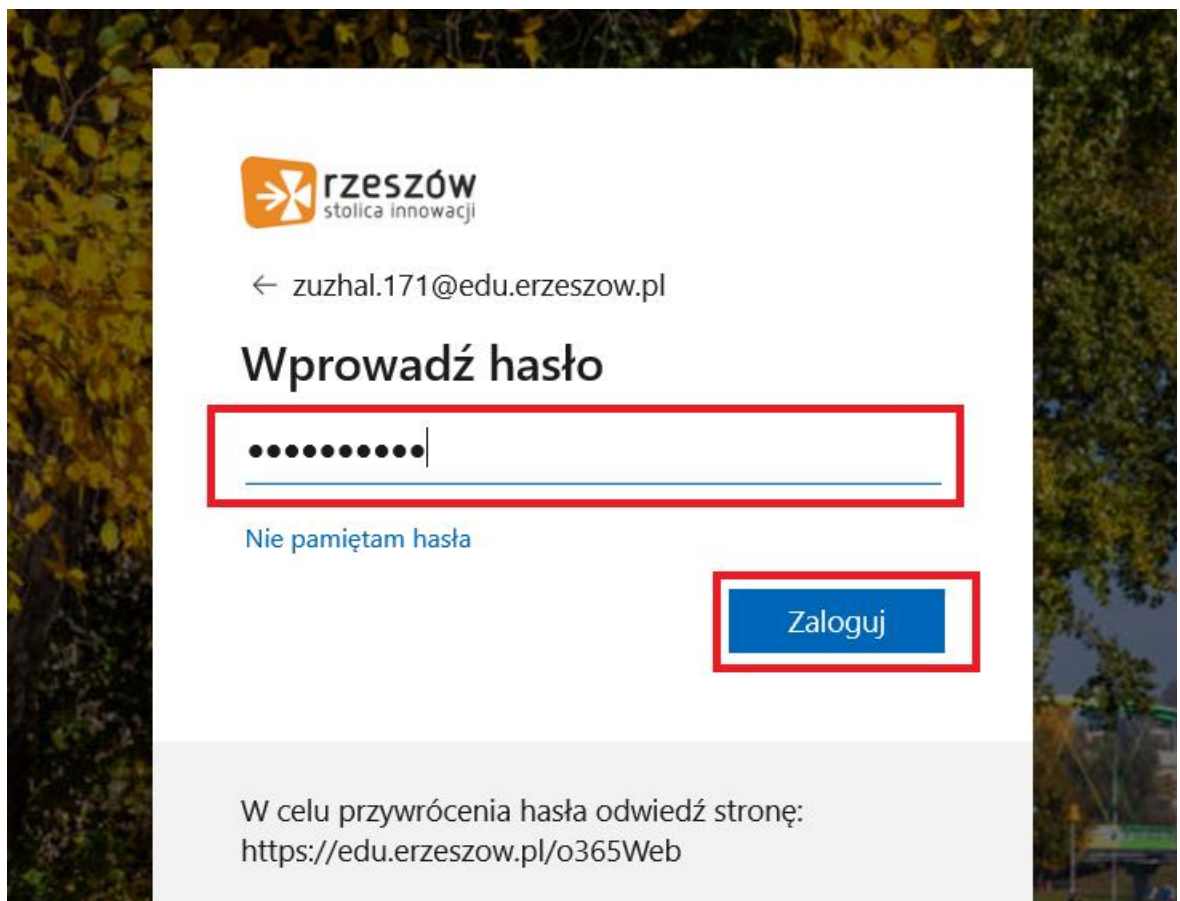 rzeszów
stolica innowacji
← zuzhal.171@edu.erzeszow.pl
Wprowadź hasło
●●●●●●●●●●
Nie pamiętam hasła
Zaloguj
W celu przywrócenia hasła odwiedź stronę:
https://edu.erzeszow.pl/o365Web